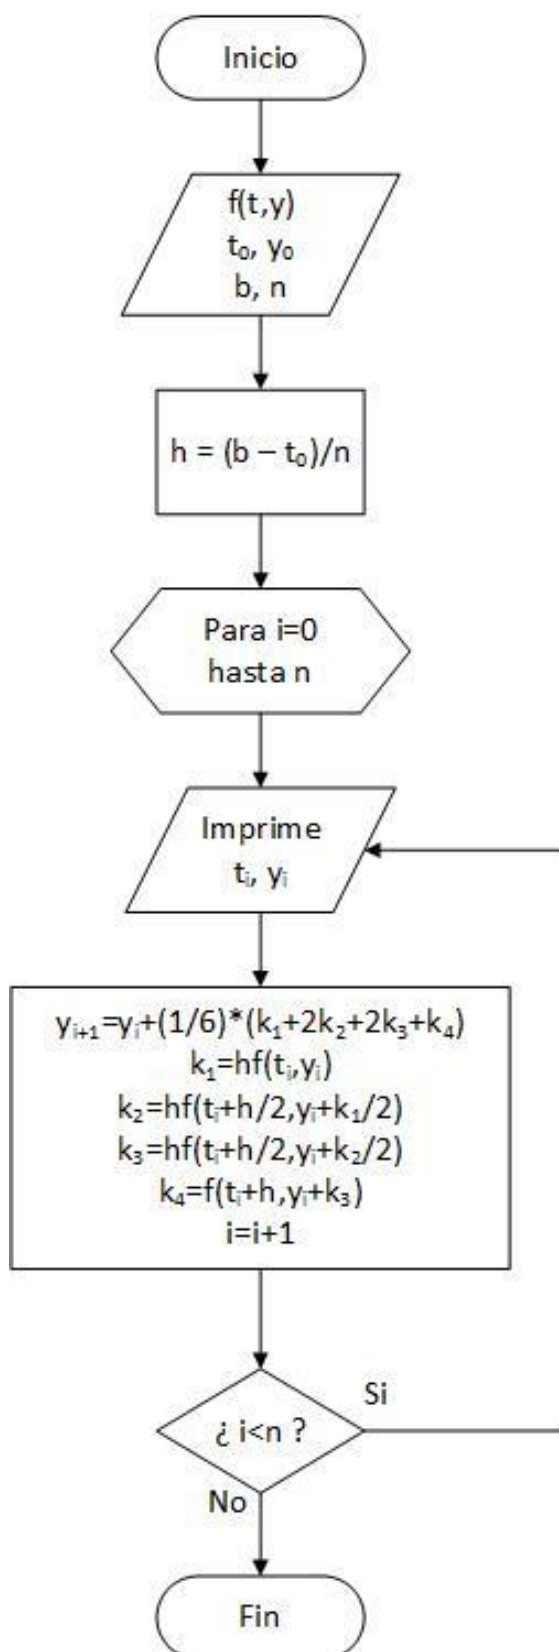 Inicio
f(t,y)
t₀, y₀
b, n
h = (b – t₀)/n
Para i=0
hasta n
Imprime
tᵢ, yᵢ
yᵢ₊₁=yᵢ+(1/6)*(k₁+2k₂+2k₃+k₄)
k₁=hf(tᵢ,yᵢ)
k₂=hf(tᵢ+h/2,yᵢ+k₁/2)
k₃=hf(tᵢ+h/2,yᵢ+k₂/2)
k₄=f(tᵢ+h,yᵢ+k₃)
i=i+1
Si
¿ i<n ?
No
Fin